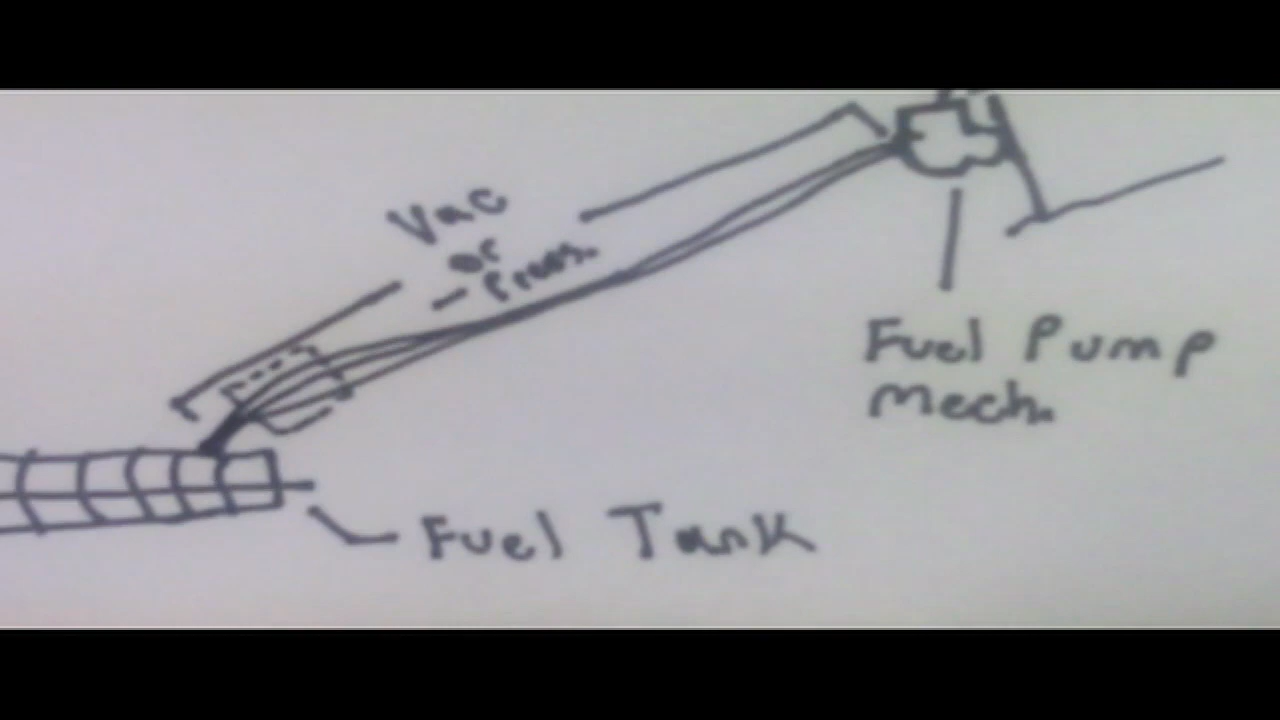 Vac
or
Press.
Fuel Pump
Mech.
Fuel Tank